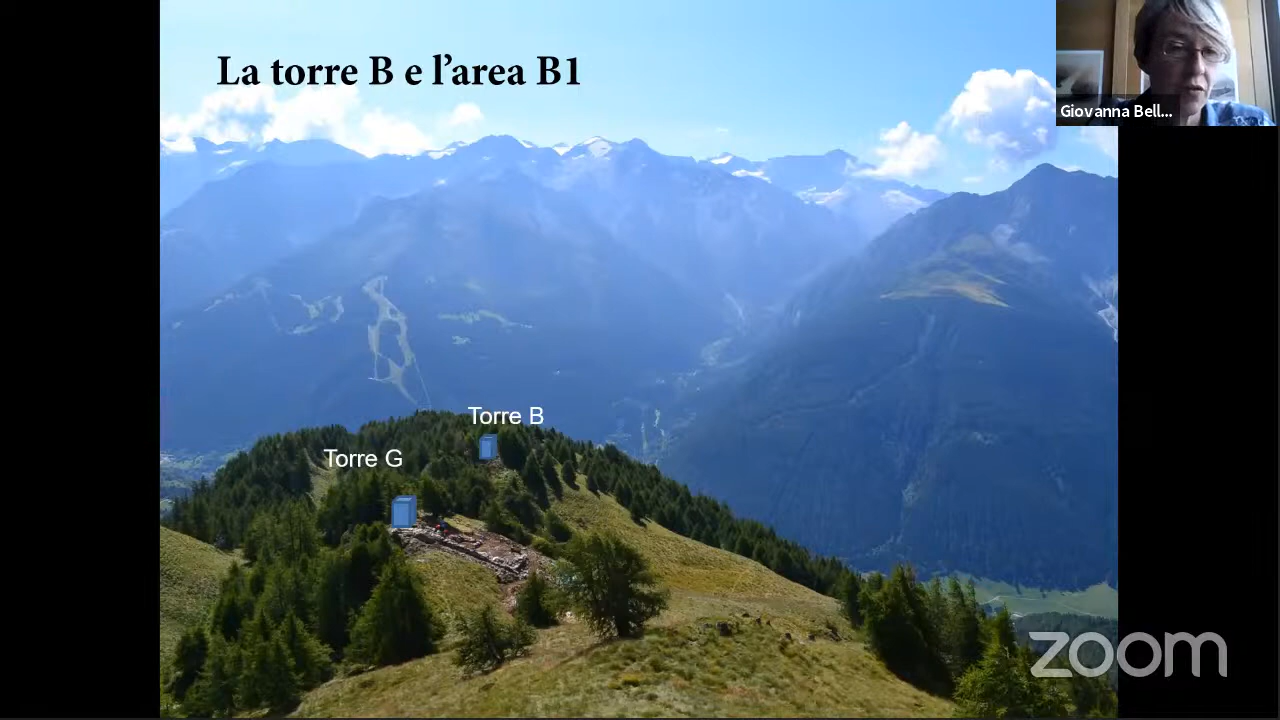 La torre B e l’area B1
Giovanna Bell...
Torre B
Torre G
zoom